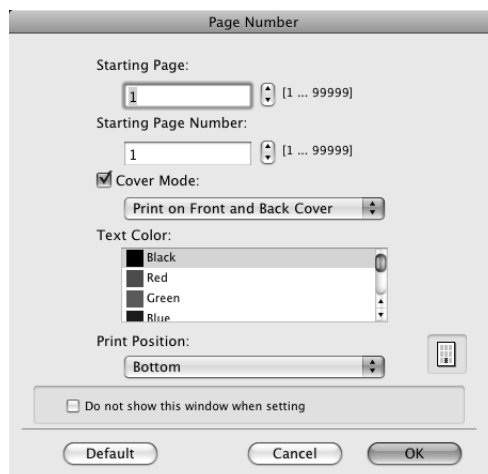 Page Number
Starting Page:
1 [1 ... 99999]
Starting Page Number:
1 [1 ... 99999]
Cover Mode:
Print on Front and Back Cover
Text Color:
Black
Red
Green
Blue
Print Position:
Bottom
Do not show this window when setting
Default Cancel OK